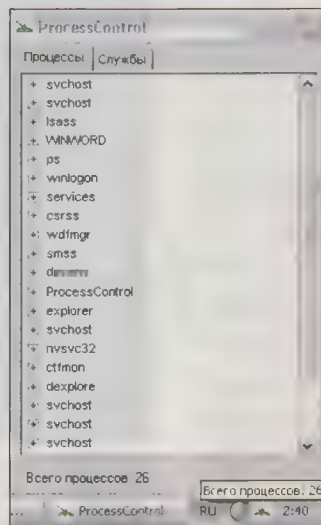 ProcessControl
Процессы Службы
svchost
svchost
lsass
WINWORD
ps
winlogon
services
csrss
wdfmgr
smss
ProcessControl
explorer
svchost
nvsvc32
ctfmon
dexplore
svchost
svchost
svchost
Всего процессов 26
Всего процессов: 26
... ProcessControl RU 2:40